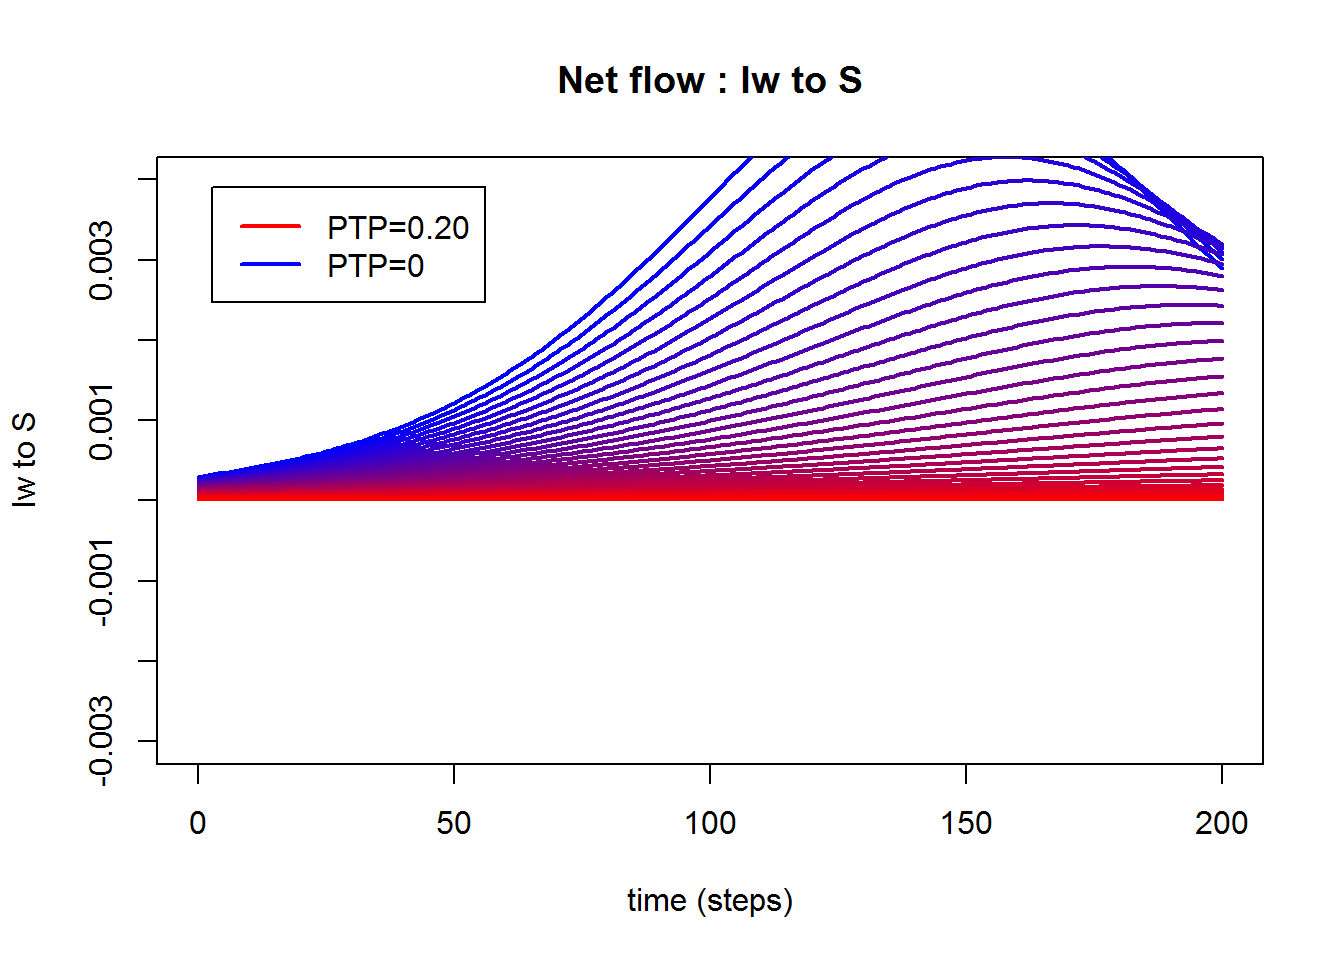 Net flow : Iw to S
PTP=0.20
PTP=0
Iw to S
0.003
0.001
-0.001
-0.003
0 50 100 150 200
time (steps)